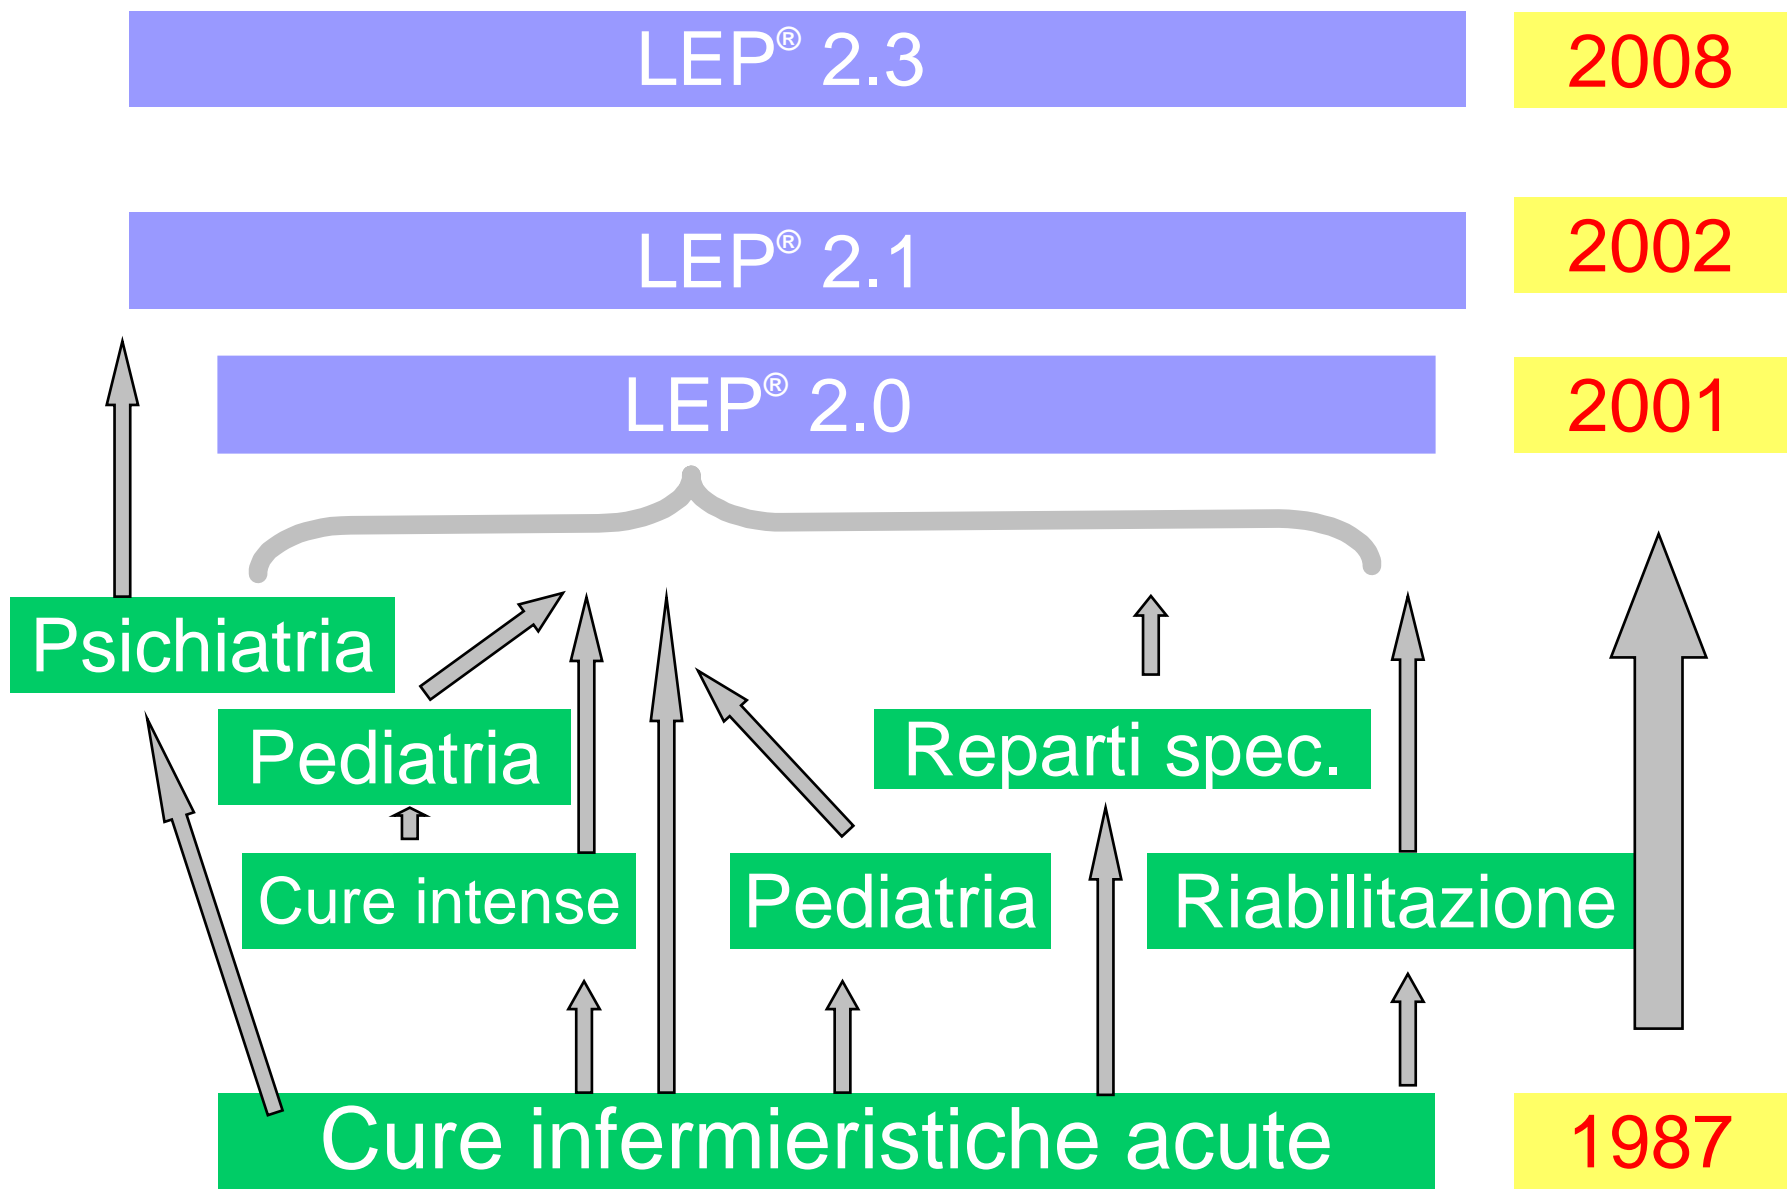 LEP® 2.3
2008
LEP® 2.1
2002
LEP® 2.0
2001
Psichiatria
Pediatria
Reparti spec.
Cure intense
Pediatria
Riabilitazione
Cure infermieristiche acute
1987